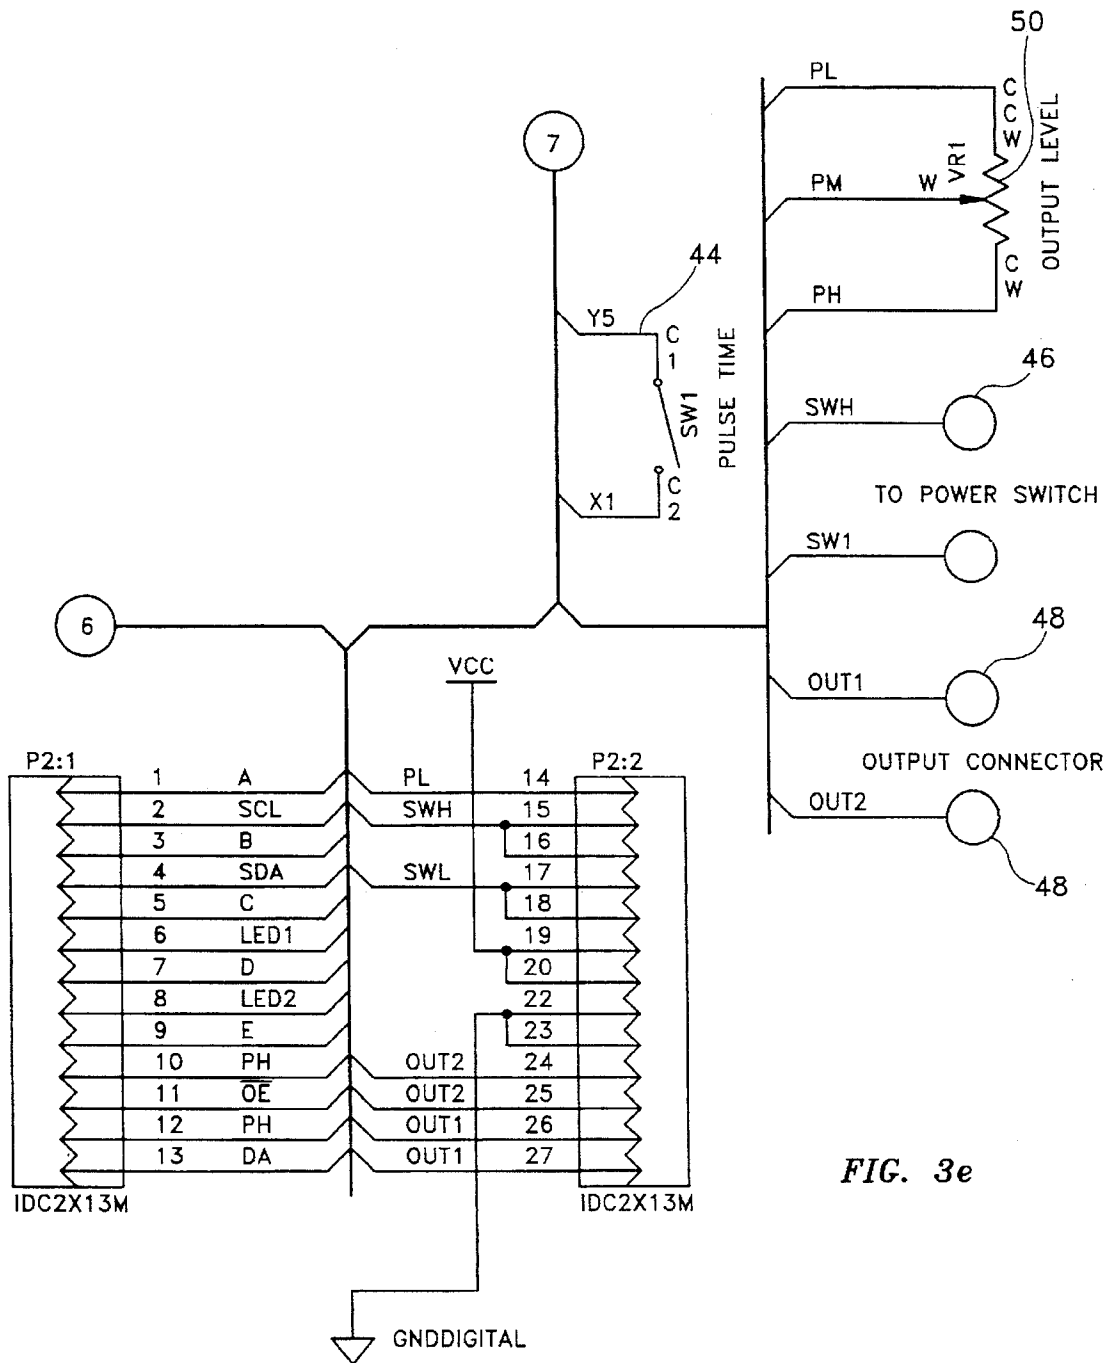 50
PL
CCW
OUTPUT LEVEL
VR1
PM W
CW
PH
7
44
Y5 C1
SW1
PULSE TIME
X1 C2
46
SWH
TO POWER SWITCH
SW1
6
48
OUT1
VCC
OUTPUT CONNECTOR
OUT2
48
P2:1 P2:2
1 A PL 14
2 SCL SWH 15
3 B 16
4 SDA SWL 17
5 C 18
6 LED1 19
7 D 20
8 LED2 22
9 E 23
10 PH OUT2 24
11 O̅E̅ OUT2 25
12 PH OUT1 26
13 DA OUT1 27
IDC2X13M IDC2X13M
FIG. 3e
GNDDIGITAL